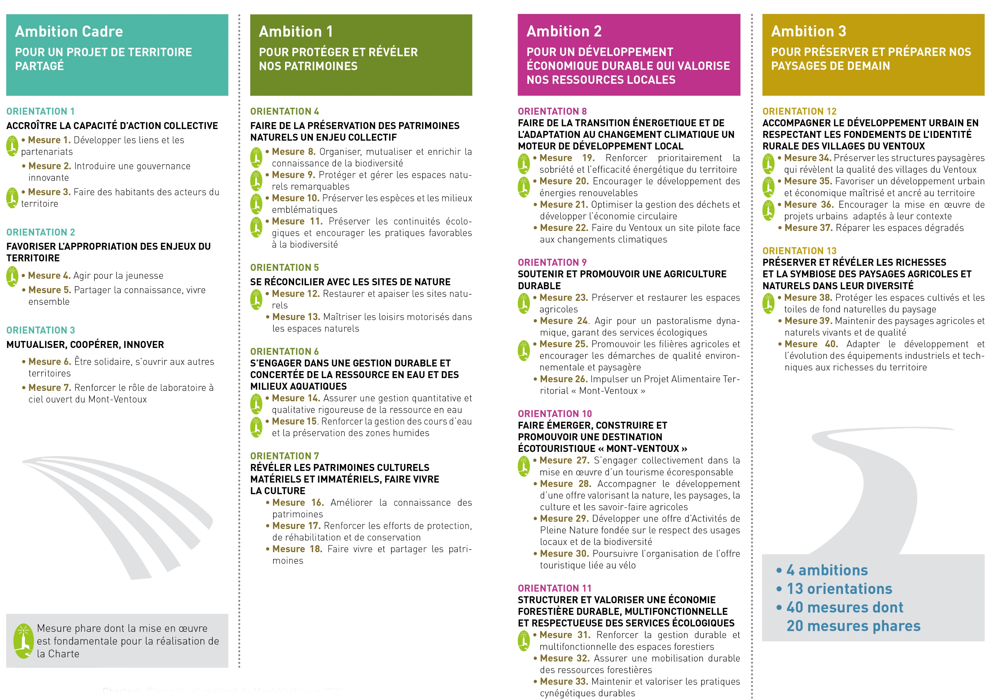 Ambition Cadre
POUR UN PROJET DE TERRITOIRE
PARTAGÉ
ORIENTATION 1
ACCROÎTRE LA CAPACITÉ D'ACTION COLLECTIVE
• Mesure 1. Développer les liens et les
partenariats
• Mesure 2. Introduire une gouvernance
innovante
• Mesure 3. Faire des habitants des acteurs du
territoire
ORIENTATION 2
FAVORISER L'APPROPRIATION DES ENJEUX DU
TERRITOIRE
• Mesure 4. Agir pour la jeunesse
• Mesure 5. Partager la connaissance, vivre
ensemble
ORIENTATION 3
MUTUALISER, COOPÉRER, INNOVER
• Mesure 6. Être solidaire, s'ouvrir aux autres
territoires
• Mesure 7. Renforcer le rôle de laboratoire à
ciel ouvert du Mont-Ventoux
Mesure phare dont la mise en œuvre
est fondamentale pour la réalisation de
la Charte
Charte du Parc naturel régional du Mont-Ventoux • 2020
Ambition 1
POUR PROTÉGER ET RÉVÉLER
NOS PATRIMOINES
ORIENTATION 4
FAIRE DE LA PRÉSERVATION DES PATRIMOINES
NATURELS UN ENJEU COLLECTIF
• Mesure 8. Organiser, mutualiser et enrichir la
connaissance de la biodiversité
• Mesure 9. Protéger et gérer les espaces natu-
rels remarquables
• Mesure 10. Préserver les espèces et les milieux
emblématiques
• Mesure 11. Préserver les continuités écolo-
giques et encourager les pratiques favorables
à la biodiversité
ORIENTATION 5
SE RÉCONCILIER AVEC LES SITES DE NATURE
• Mesure 12. Restaurer et apaiser les sites natu-
rels
• Mesure 13. Maîtriser les loisirs motorisés dans
les espaces naturels
ORIENTATION 6
S'ENGAGER DANS UNE GESTION DURABLE ET
CONCERTÉE DE LA RESSOURCE EN EAU ET DES
MILIEUX AQUATIQUES
• Mesure 14. Assurer une gestion quantitative et
qualitative rigoureuse de la ressource en eau
• Mesure 15. Renforcer la gestion des cours d'eau
et la préservation des zones humides
ORIENTATION 7
RÉVÉLER LES PATRIMOINES CULTURELS
MATÉRIELS ET IMMATÉRIELS, FAIRE VIVRE
LA CULTURE
• Mesure 16. Améliorer la connaissance des
patrimoines
• Mesure 17. Renforcer les efforts de protection,
de réhabilitation et de conservation
• Mesure 18. Faire vivre et partager les patri-
moines
Ambition 2
POUR UN DÉVELOPPEMENT
ÉCONOMIQUE DURABLE QUI VALORISE
NOS RESSOURCES LOCALES
ORIENTATION 8
FAIRE DE LA TRANSITION ÉNERGETIQUE ET DE
L'ADAPTATION AU CHANGEMENT CLIMATIQUE UN
MOTEUR DE DÉVELOPPEMENT LOCAL
• Mesure 19. Renforcer prioritairement la
sobriété et l'efficacité énergétique du territoire
• Mesure 20. Encourager le développement des
énergies renouvelables
• Mesure 21. Optimiser la gestion des déchets et
développer l'économie circulaire
• Mesure 22. Faire du Ventoux un site pilote face
aux changements climatiques
ORIENTATION 9
SOUTENIR ET PROMOUVOIR UNE AGRICULTURE
DURABLE
• Mesure 23. Préserver et restaurer les espaces
agricoles
• Mesure 24. Agir pour un pastoralisme dyna-
mique, garant des services écologiques
• Mesure 25. Promouvoir les filières agricoles et
encourager les démarches de qualité environ-
nementale et paysagère
• Mesure 26. Impulser un Projet Alimentaire Ter-
ritorial « Mont-Ventoux »
ORIENTATION 10
FAIRE ÉMERGER, CONSTRUIRE ET
PROMOUVOIR UNE DESTINATION
ÉCOTOURISTIQUE « MONT-VENTOUX »
• Mesure 27. S'engager collectivement dans la
mise en œuvre d'un tourisme écoresponsable
• Mesure 28. Accompagner le développement
d'une offre valorisant la nature, les paysages, la
culture et les savoir-faire agricoles
• Mesure 29. Développer une offre d'Activités de
Pleine Nature fondée sur le respect des usages
locaux et de la biodiversité
• Mesure 30. Poursuivre l'organisation de l'offre
touristique liée au vélo
ORIENTATION 11
STRUCTURER ET VALORISER UNE ÉCONOMIE
FORESTIÈRE DURABLE, MULTIFONCTIONNELLE
ET RESPECTUEUSE DES SERVICES ÉCOLOGIQUES
• Mesure 31. Renforcer la gestion durable et
multifonctionnelle des espaces forestiers
• Mesure 32. Assurer une mobilisation durable
des ressources forestières
• Mesure 33. Maintenir et valoriser les pratiques
cynégétiques durables
Ambition 3
POUR PRÉSERVER ET PRÉPARER NOS
PAYSAGES DE DEMAIN
ORIENTATION 12
ACCOMPAGNER LE DÉVELOPPEMENT URBAIN EN
RESPECTANT LES FONDEMENTS DE L'IDENTITÉ
RURALE DES VILLAGES DU VENTOUX
• Mesure 34. Préserver les structures paysagères
qui révèlent la qualité des villages du Ventoux
• Mesure 35. Favoriser un développement urbain
et économique maîtrisé et ancré au territoire
• Mesure 36. Encourager la mise en œuvre de
projets urbains adaptés à leur contexte
• Mesure 37. Réparer les espaces dégradés
ORIENTATION 13
PRÉSERVER ET RÉVÉLER LES RICHESSES
ET LA SYMBIOSE DES PAYSAGES AGRICOLES ET
NATURELS DANS LEUR DIVERSITÉ
• Mesure 38. Protéger les espaces cultivés et les
toiles de fond naturelles du paysage
• Mesure 39. Maintenir des paysages agricoles et
naturels vivants et de qualité
• Mesure 40. Adapter le développement et
l'évolution des équipements industriels et tech-
niques aux richesses du territoire
• 4 ambitions
• 13 orientations
• 40 mesures dont
20 mesures phares